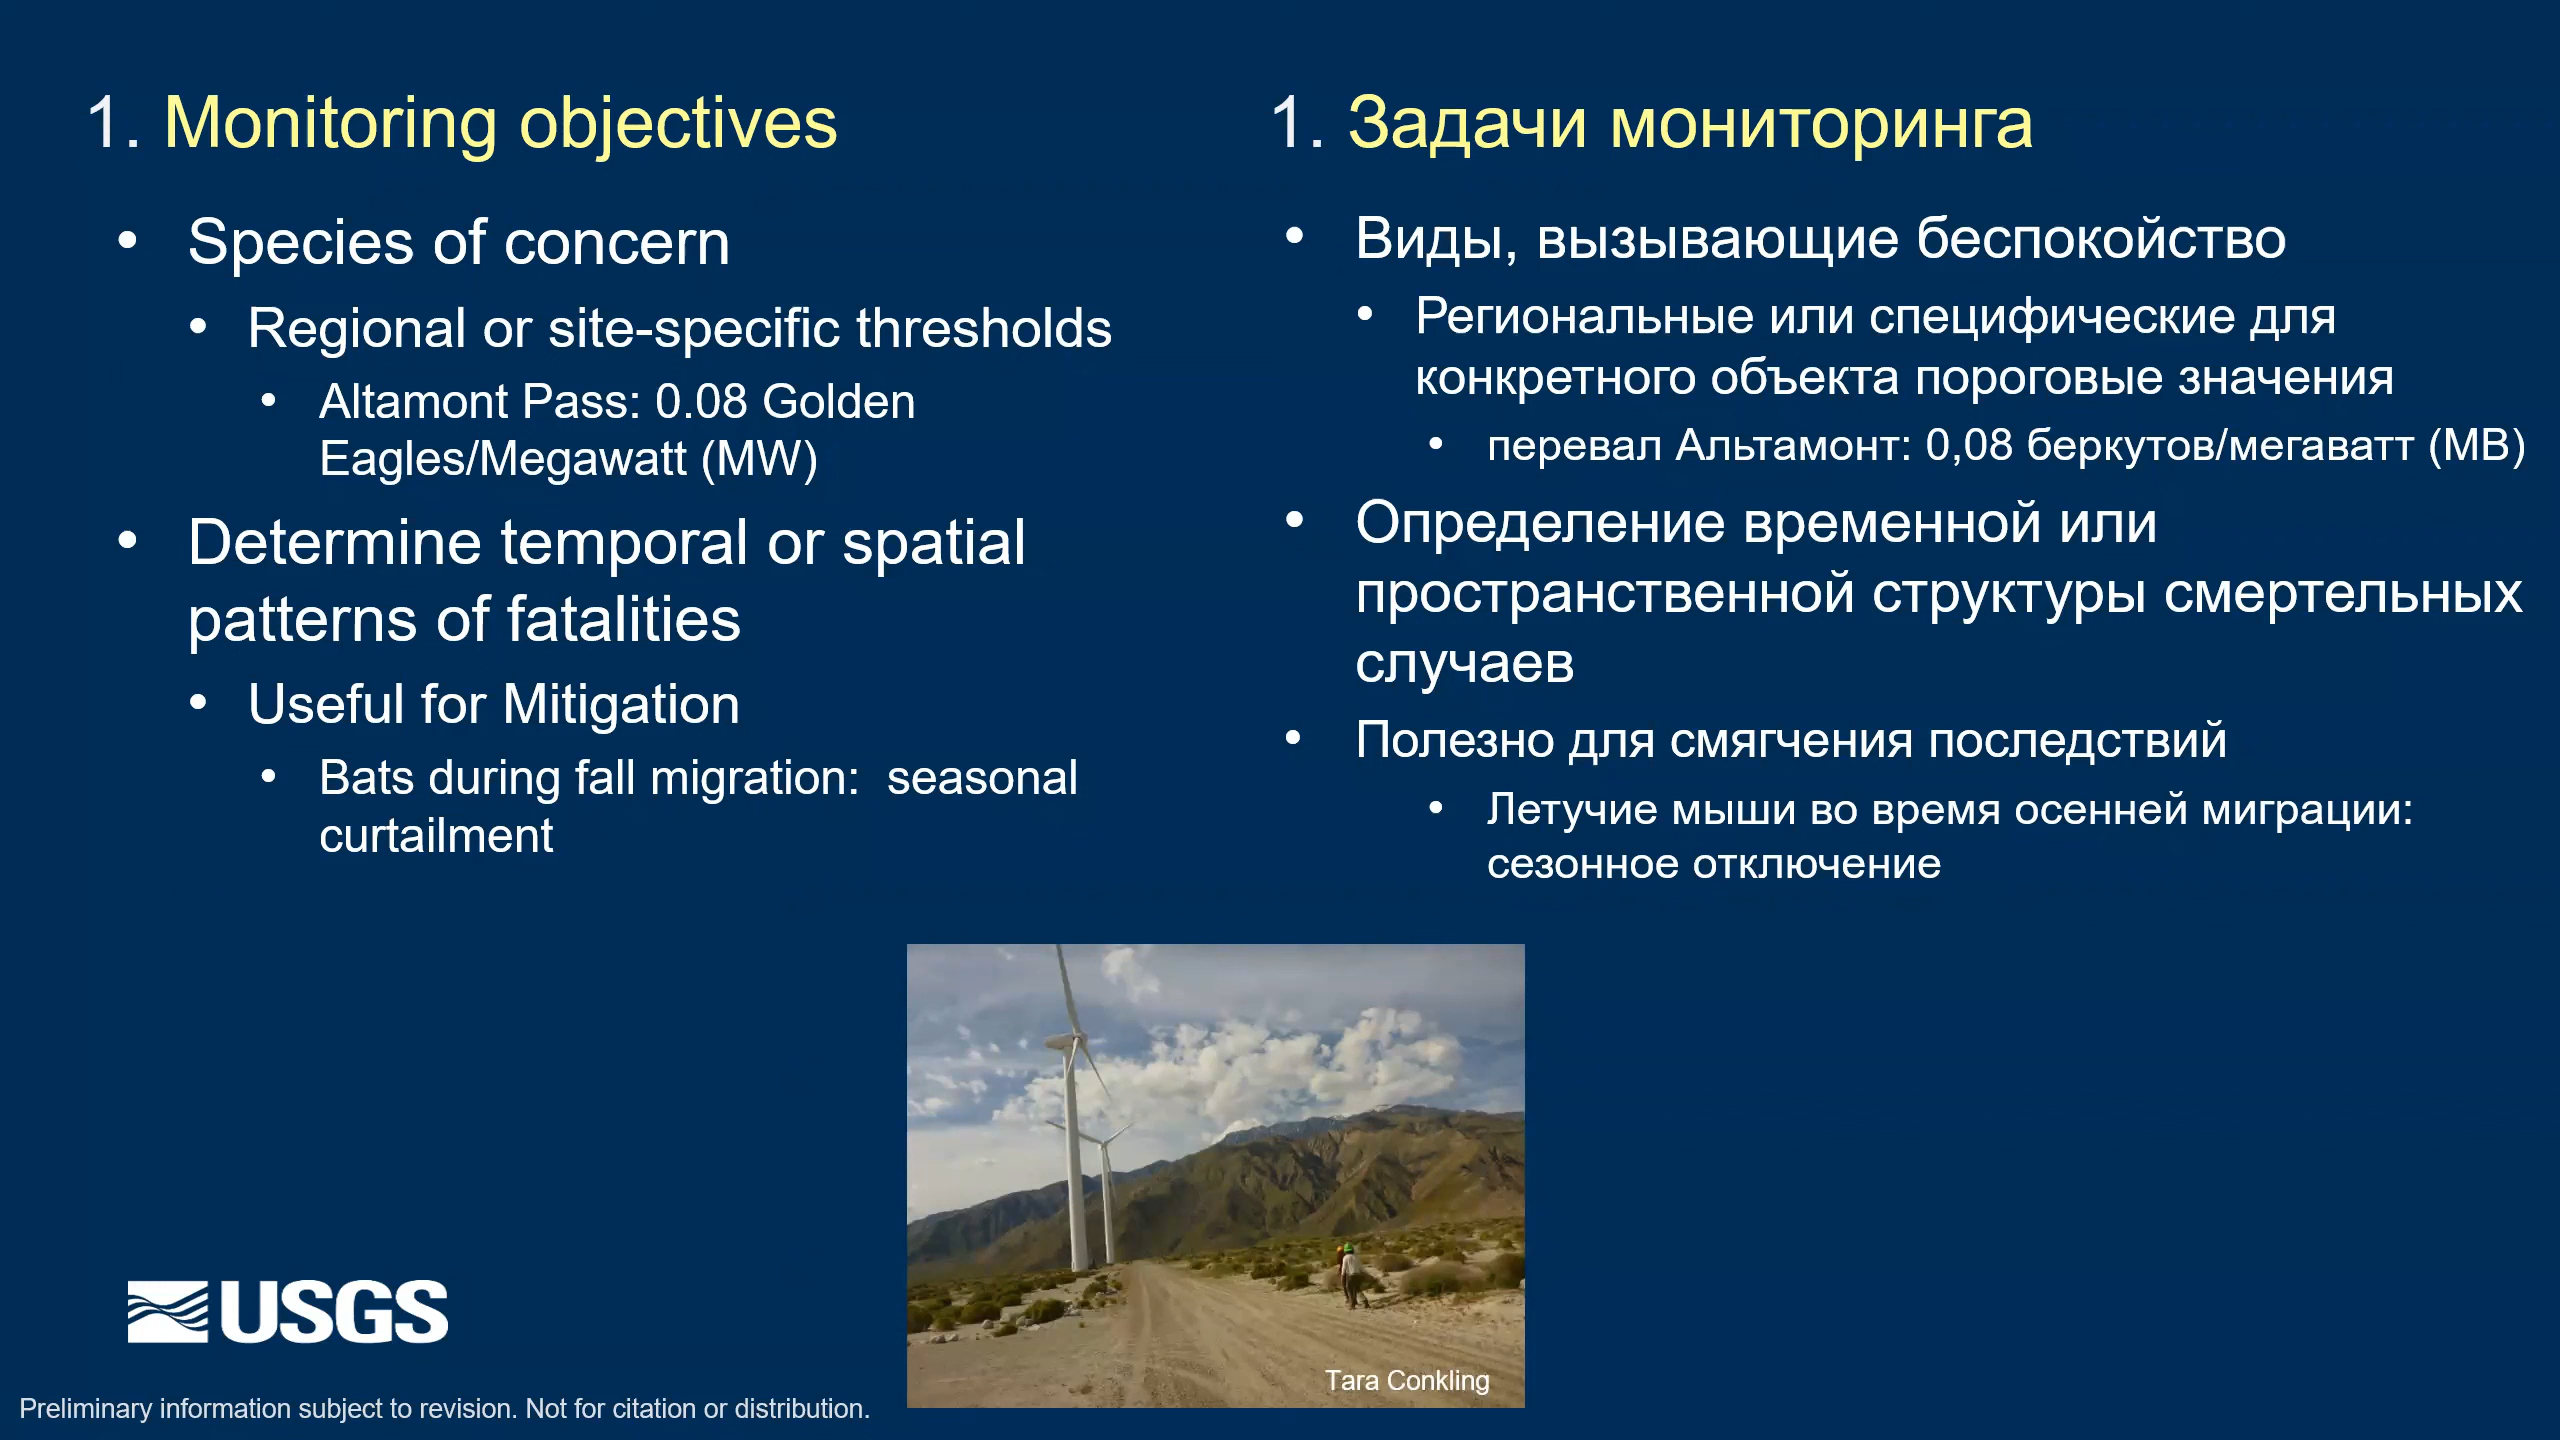 1. Monitoring objectives
• Species of concern
• Regional or site-specific thresholds
• Altamont Pass: 0.08 Golden
Eagles/Megawatt (MW)
• Determine temporal or spatial
patterns of fatalities
• Useful for Mitigation
• Bats during fall migration:  seasonal
curtailment
1. Задачи мониторинга
• Виды, вызывающие беспокойство
• Региональные или специфические для
конкретного объекта пороговые значения
• перевал Альтамонт: 0,08 беркутов/мегаватт (МВ)
• Определение временной или
пространственной структуры смертельных
случаев
• Полезно для смягчения последствий
• Летучие мыши во время осенней миграции:
сезонное отключение
Tara Conkling
USGS
Preliminary information subject to revision. Not for citation or distribution.